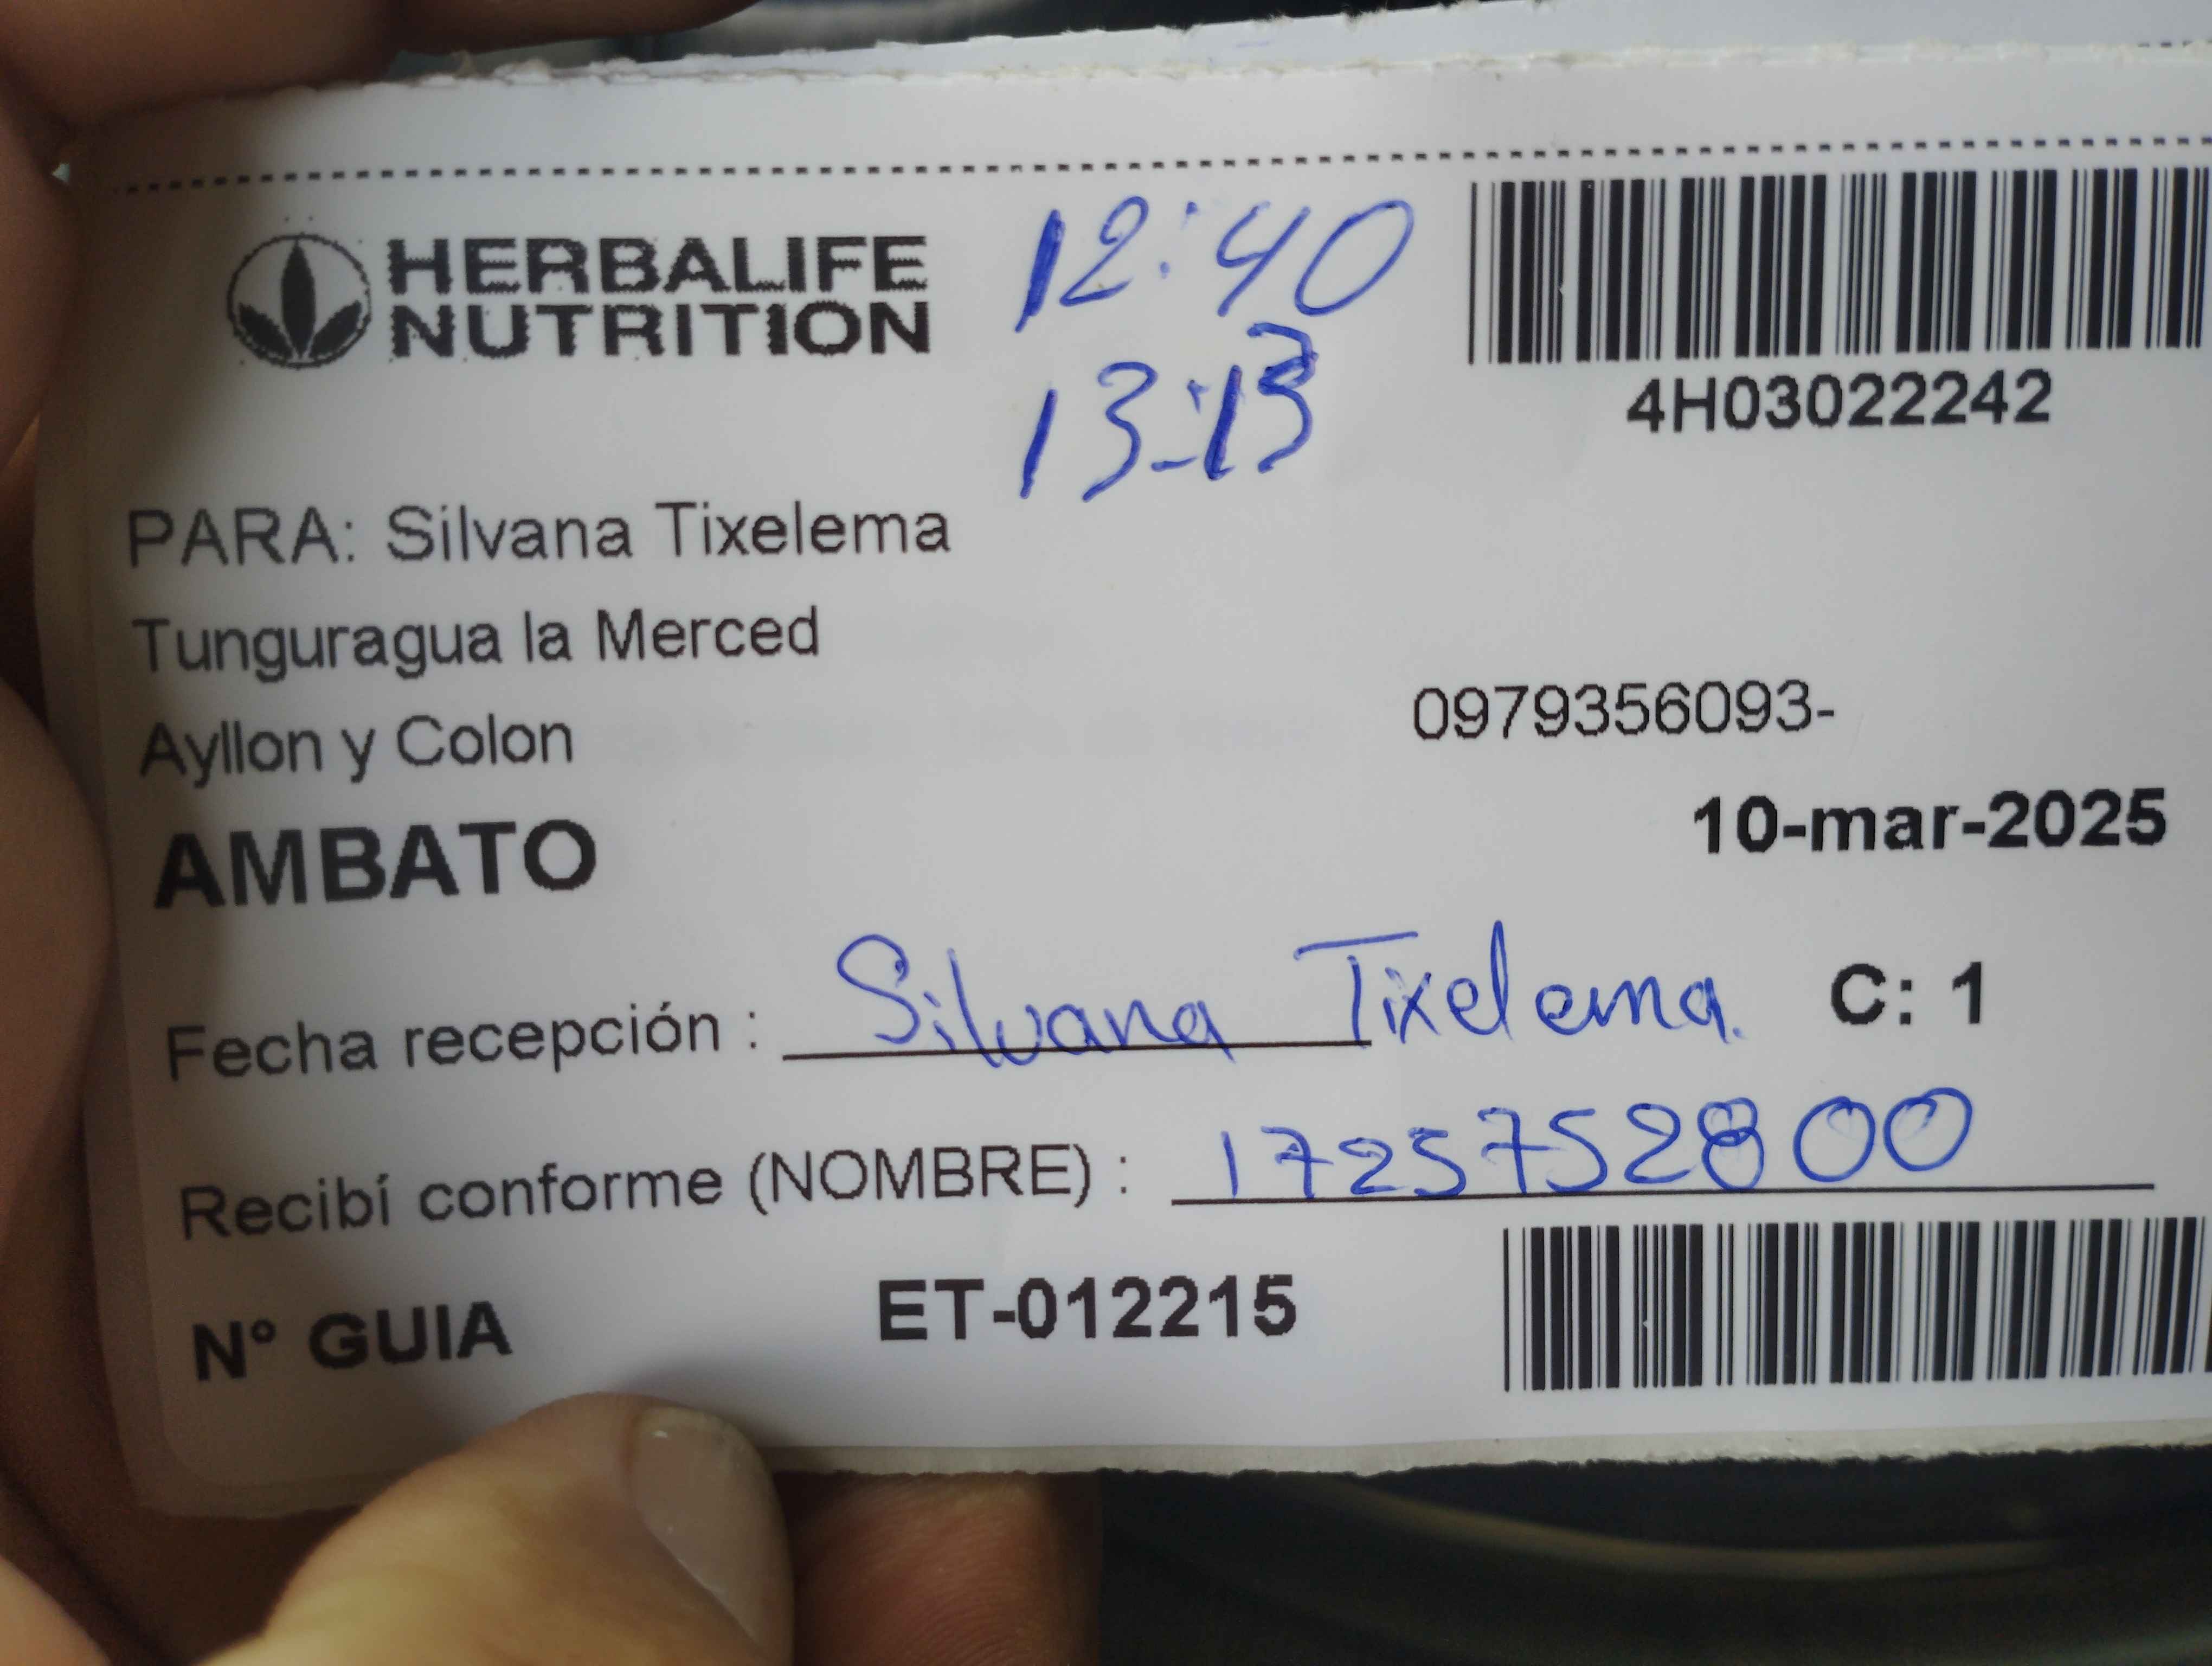 HERBALIFE
NUTRITION
12:40
13:13
4H03022242
PARA: Silvana Tixelema
Tunguragua la Merced
Ayllon y Colon
0979356093-
AMBATO
10-mar-2025
Fecha recepción : Silvana Tixelema. C: 1
Recibí conforme (NOMBRE) : 1725752800
N° GUIA ET-012215